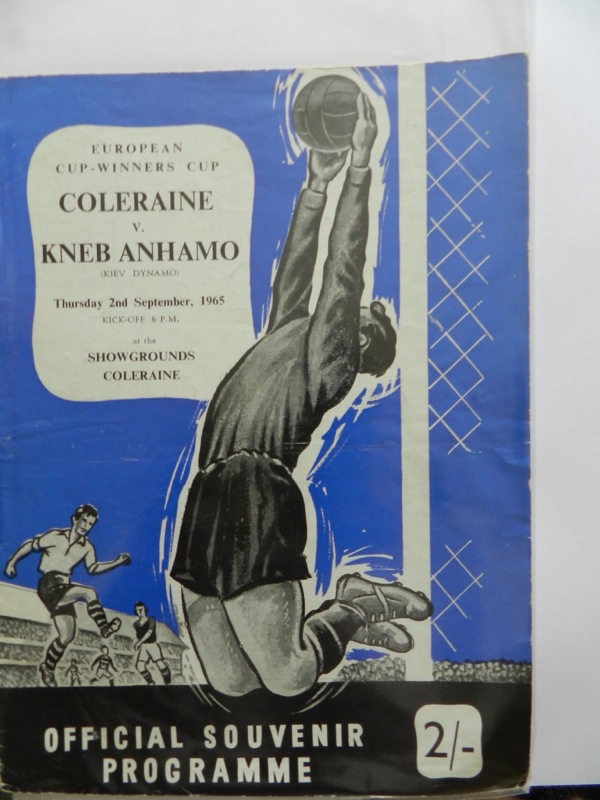 EUROPEAN
CUP-WINNERS CUP
COLERAINE
V.
KNEB ANHAMO
(KIEV DYNAMO)
Thursday 2nd September, 1965
KICK-OFF 6 P.M.
at the
SHOWGROUNDS
COLERAINE
OFFICIAL SOUVENIR
PROGRAMME
2/-